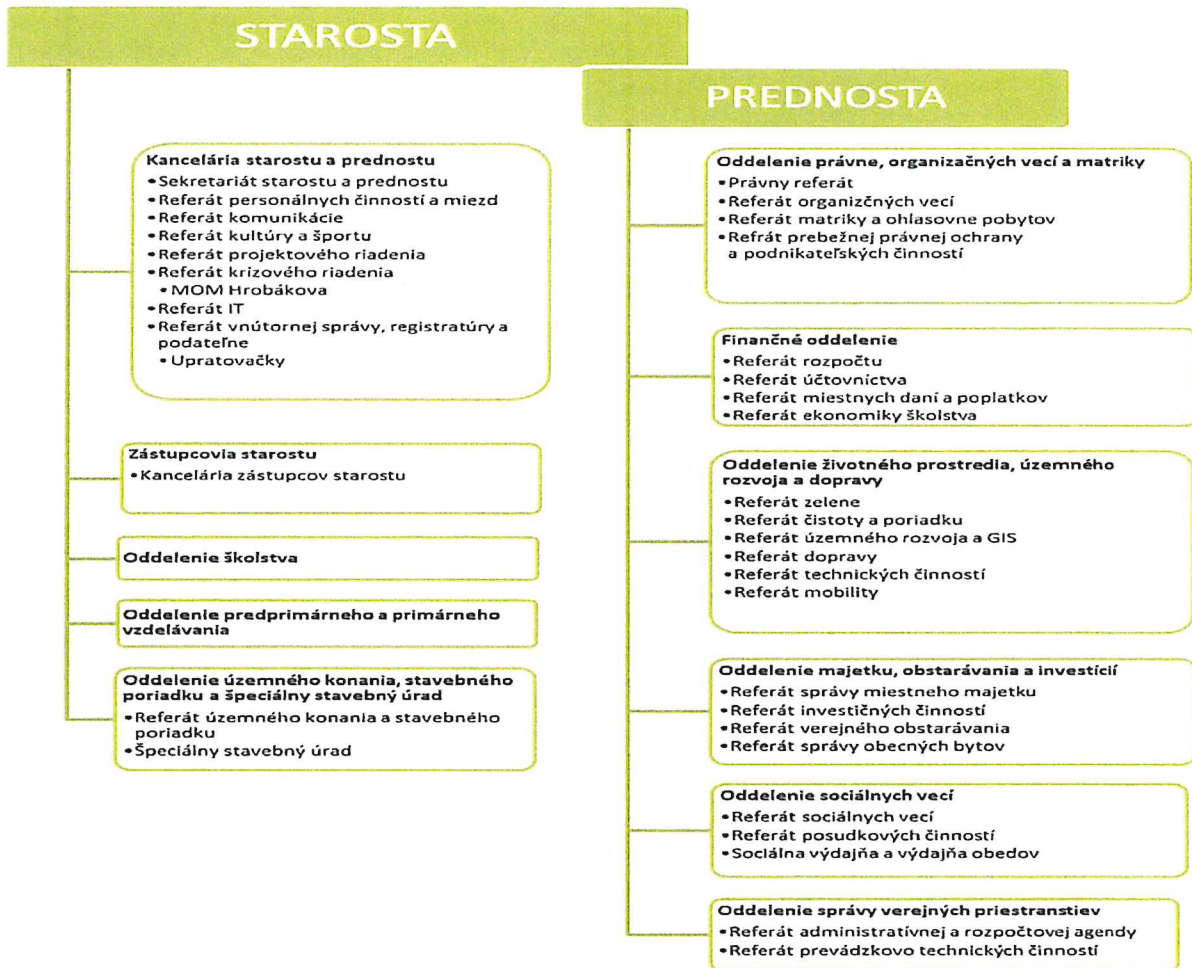 STAROSTA
Kancelária starostu a prednostu
•Sekretariát starostu a prednostu
•Referát personálnych činností a miezd
•Referát komunikácie
•Referát kultúry a športu
•Referát projektového riadenia
•Referát krízového riadenia
•MOM Hrobákova
•Referát IT
•Referát vnútornej správy, registratúry a
podateľne
•Upratovačky
Zástupcovia starostu
•Kancelária zástupcov starostu
Oddelenie školstva
Oddelenie predprimárneho a primárneho
vzdelávania
Oddelenie územného konania, stavebného
poriadku a špeciálny stavebný úrad
•Referát územného konania a stavebného
poriadku
•Špeciálny stavebný úrad
PREDNOSTA
Oddelenie právne, organizačných vecí a matriky
•Právny referát
•Referát organizčných vecí
•Referát matriky a ohlasovne pobytov
•Refrát prebežnej právnej ochrany
a podnikateľských činností
Finančné oddelenie
•Referát rozpočtu
•Referát účtovníctva
•Referát miestnych daní a poplatkov
•Referát ekonomiky školstva
Oddelenie životného prostredia, územného
rozvoja a dopravy
•Referát zelene
•Referát čistoty a poriadku
•Referát územného rozvoja a GIS
•Referát dopravy
•Referát technických činností
•Referát mobility
Oddelenie majetku, obstarávania a investícií
•Referát správy miestneho majetku
•Referát investičných činností
•Referát verejného obstarávania
•Referát správy obecných bytov
Oddelenie sociálnych vecí
•Referát sociálnych vecí
•Referát posudkových činností
•Sociálna výdajňa a výdajňa obedov
Oddelenie správy verejných priestranstiev
•Referát administratívnej a rozpočtovej agendy
•Referát prevádzkovo technických činností